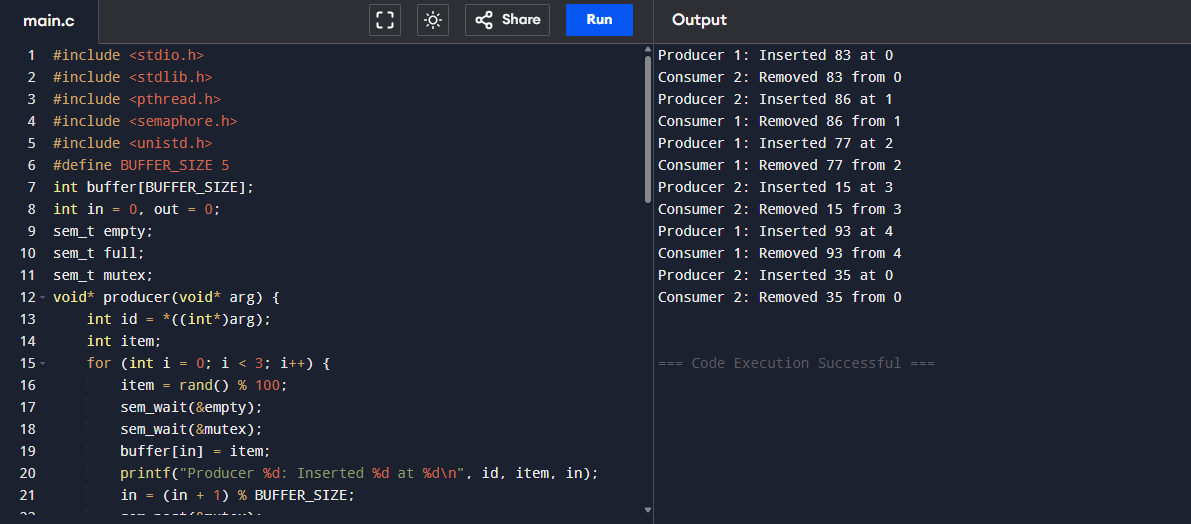 main.c
Share
Run
Output
1 #include <stdio.h>
2 #include <stdlib.h>
3 #include <pthread.h>
4 #include <semaphore.h>
5 #include <unistd.h>
6 #define BUFFER_SIZE 5
7 int buffer[BUFFER_SIZE];
8 int in = 0, out = 0;
9 sem_t empty;
10 sem_t full;
11 sem_t mutex;
12 void* producer(void* arg) {
13     int id = *((int*)arg);
14     int item;
15     for (int i = 0; i < 3; i++) {
16         item = rand() % 100;
17         sem_wait(&empty);
18         sem_wait(&mutex);
19         buffer[in] = item;
20         printf("Producer %d: Inserted %d at %d\n", id, item, in);
21         in = (in + 1) % BUFFER_SIZE;
Producer 1: Inserted 83 at 0
Consumer 2: Removed 83 from 0
Producer 2: Inserted 86 at 1
Consumer 1: Removed 86 from 1
Producer 1: Inserted 77 at 2
Consumer 1: Removed 77 from 2
Producer 2: Inserted 15 at 3
Consumer 2: Removed 15 from 3
Producer 1: Inserted 93 at 4
Consumer 1: Removed 93 from 4
Producer 2: Inserted 35 at 0
Consumer 2: Removed 35 from 0
=== Code Execution Successful ===